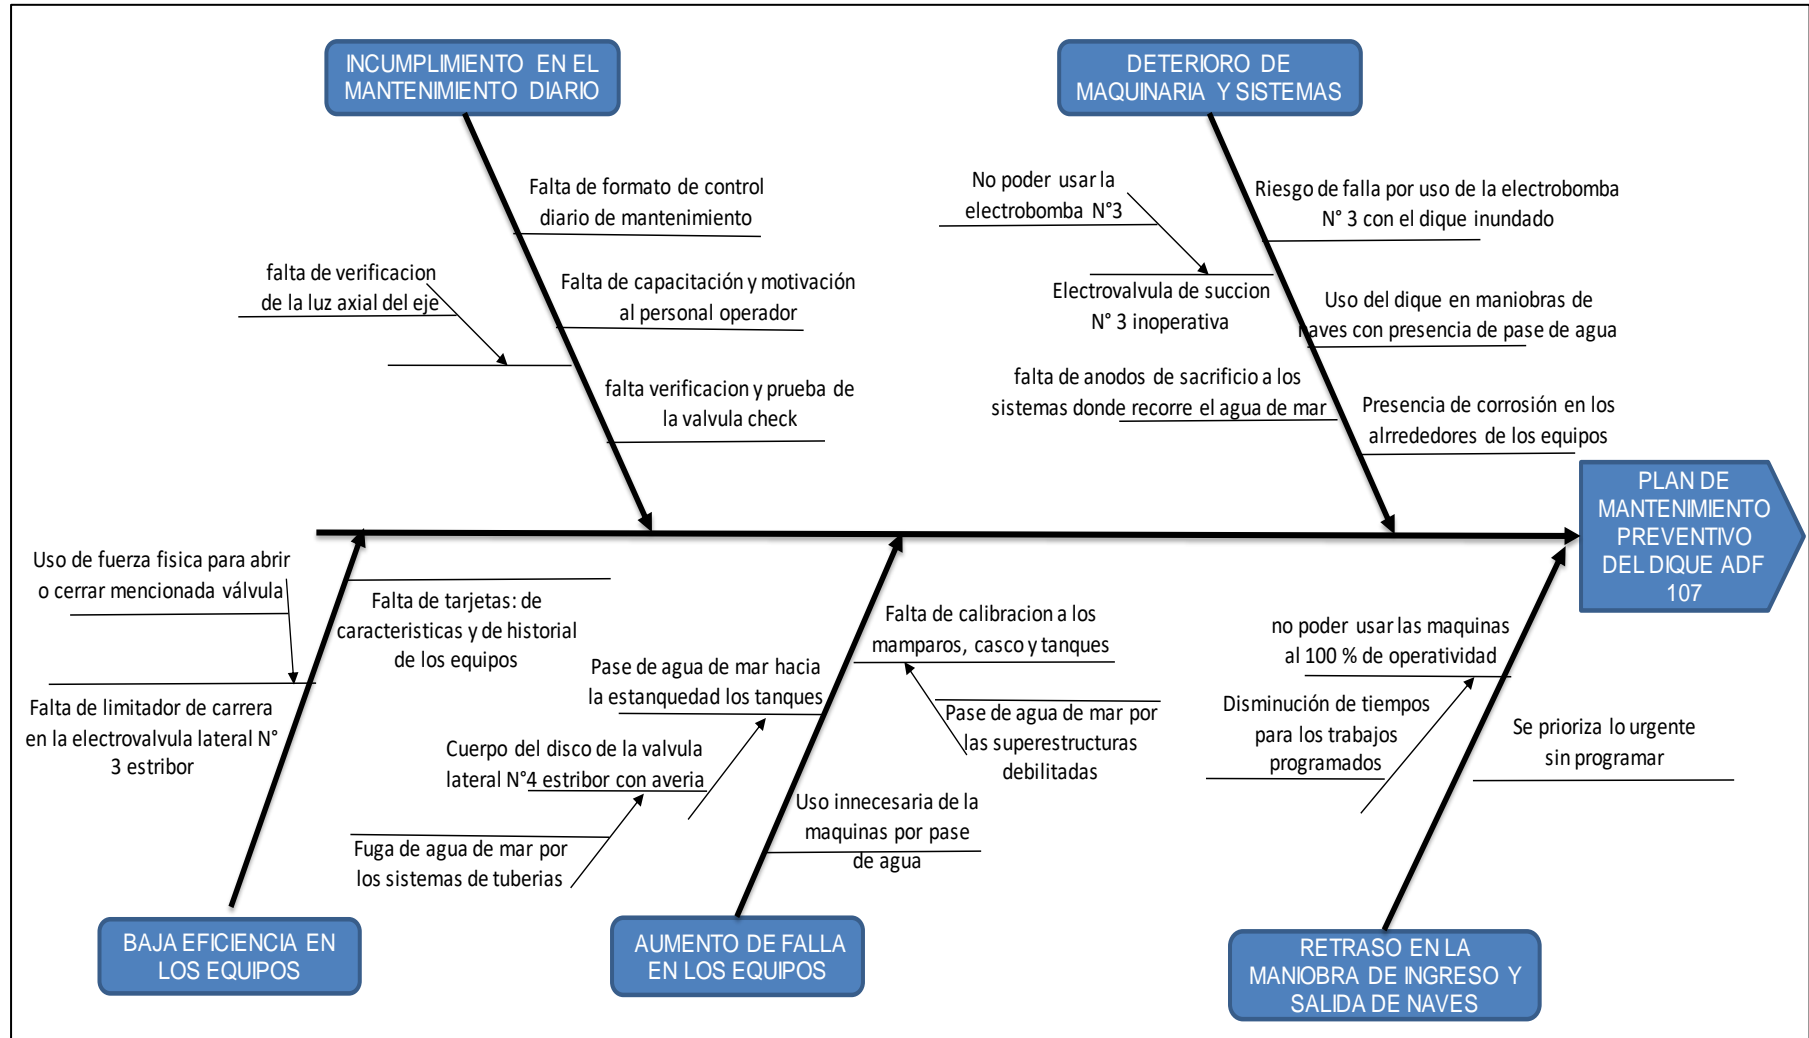 INCUMPLIMIENTO EN EL
MANTENIMIENTO DIARIO
DETERIORO DE
MAQUINARIA Y SISTEMAS
Falta de formato de control
diario de mantenimiento
falta de verificacion
de la luz axial del eje
Falta de capacitación y motivación
al personal operador
falta verificacion y prueba de
la valvula check
No poder usar la
electrobomba N°3
Riesgo de falla por uso de la electrobomba
N° 3 con el dique inundado
Electrovalvula de succion
N° 3 inoperativa
Uso del dique en maniobras de
naves con presencia de pase de agua
falta de anodos de sacrificio a los
sistemas donde recorre el agua de mar
Presencia de corrosión en los
alrrededores de los equipos
PLAN DE
MANTENIMIENTO
PREVENTIVO
DEL DIQUE ADF
107
Uso de fuerza fisica para abrir
o cerrar mencionada válvula
Falta de tarjetas: de
caracteristicas y de historial
de los equipos
Falta de limitador de carrera
en la electrovalvula lateral N°
3 estribor
Pase de agua de mar hacia
la estanquedad los tanques
Cuerpo del disco de la valvula
lateral N°4 estribor con averia
Fuga de agua de mar por
los sistemas de tuberias
Falta de calibracion a los
mamparos, casco y tanques
Pase de agua de mar por
las superestructuras
debilitadas
Uso innecesaria de la
maquinas por pase
de agua
no poder usar las maquinas
al 100 % de operatividad
Disminución de tiempos
para los trabajos
programados
Se prioriza lo urgente
sin programar
BAJA EFICIENCIA EN
LOS EQUIPOS
AUMENTO DE FALLA
EN LOS EQUIPOS
RETRASO EN LA
MANIOBRA DE INGRESO Y
SALIDA DE NAVES